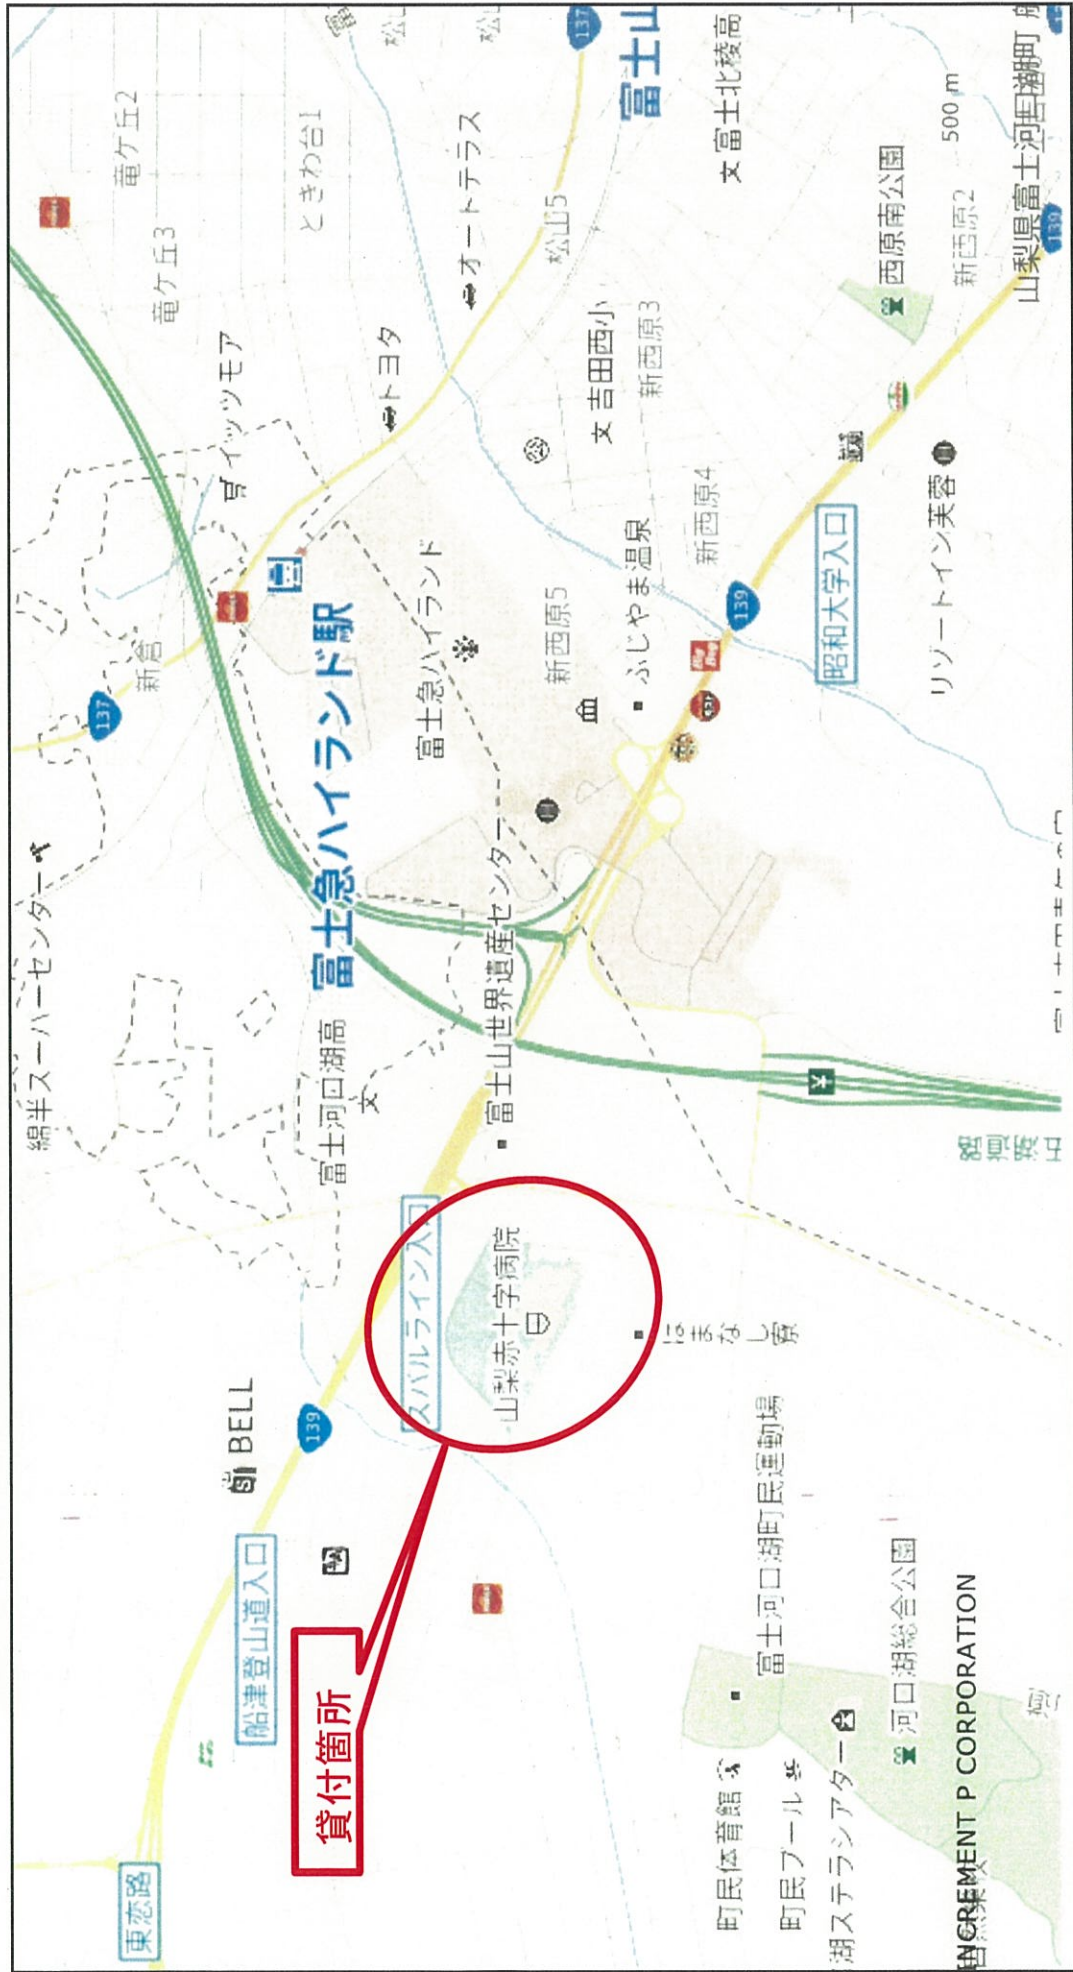 東恋路
船津登山道入口
BELL
139
貸付箇所
スバルライン入口
山梨赤十字病院
はまなし寮
富士河口湖町民運動場
町民体育館
町民プール
湖ステラシアター
河口湖総合公園
INCREMENT P CORPORATION
綿半スーパーセンター
富士河口湖高
文
富士山世界遺産センター
富士急ハイランド駅
富士急ハイランド
137
新倉
イッツモア
トヨタ
オートテラス
竜ケ丘2
竜ケ丘3
ときわ台1
松山5
137
富士山
文 富士北稜高
文 吉田西小
新西原3
新西原4
新西原5
ふじやま温泉
139
昭和大学入口
リゾートイン芙蓉
西原南公園
新西原2
500 m
139
山梨県富士河口湖町